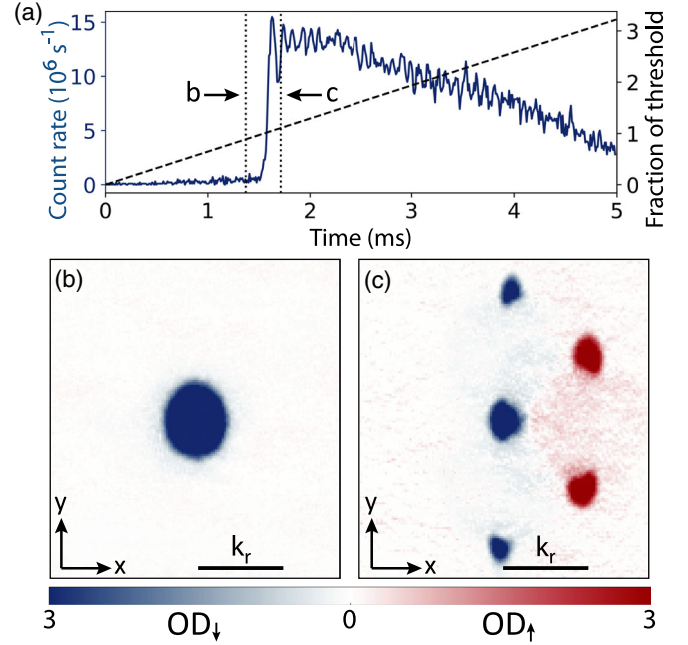 (a)
Count rate (10⁶ s⁻¹)
15
10
5
0
b
c
3
2
1
0
Fraction of threshold
0 1 2 3 4 5
Time (ms)
(b)
y
x
kᵣ
(c)
y
x
kᵣ
3 0 3
OD↓ OD↑